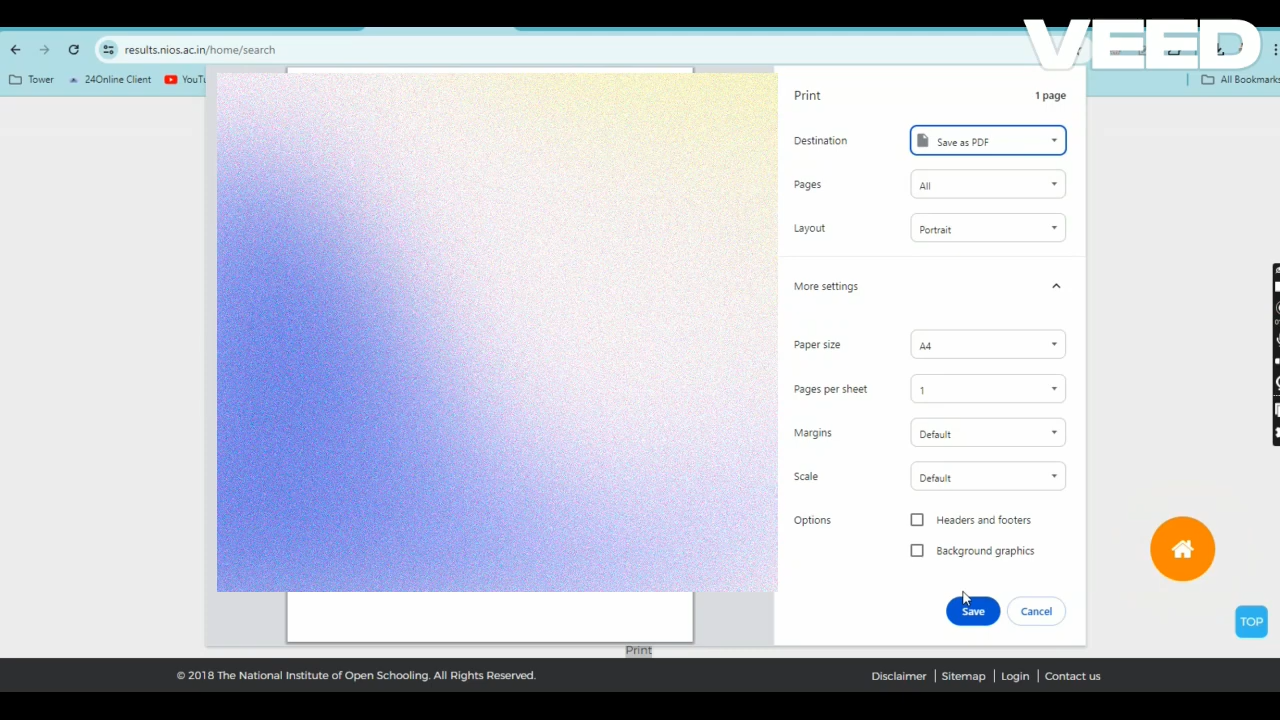 VEED
results.nios.ac.in/home/search
Tower
24Online Client
YouTu
All Bookmarks
Print
1 page
Destination
Save as PDF
Pages
All
Layout
Portrait
More settings
Paper size
A4
Pages per sheet
1
Margins
Default
Scale
Default
Options
Headers and footers
Background graphics
Save
Cancel
TOP
Print
© 2018 The National Institute of Open Schooling. All Rights Reserved.
Disclaimer | Sitemap | Login | Contact us